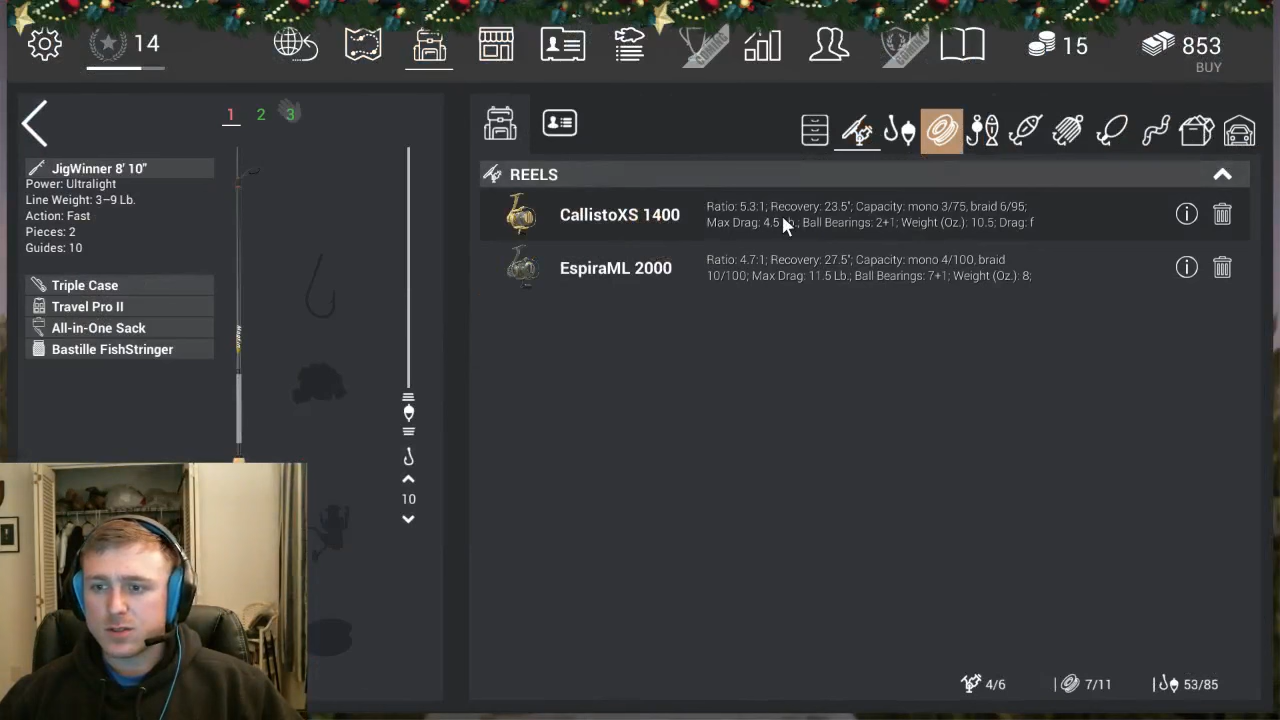 14
15
853
BUY
1 2 3
JigWinner 8' 10"
Power: Ultralight
Line Weight: 3–9 Lb.
Action: Fast
Pieces: 2
Guides: 10
Triple Case
Travel Pro II
All-in-One Sack
Bastille FishStringer
10
REELS
CallistoXS 1400
Ratio: 5.3:1; Recovery: 23.5"; Capacity: mono 3/75, braid 6/95;
Max Drag: 4.5 Ball Bearings: 2+1; Weight (Oz.): 10.5; Drag: f
EspiraML 2000
Ratio: 4.7:1; Recovery: 27.5"; Capacity: mono 4/100, braid
10/100; Max Drag: 11.5 Lb.; Ball Bearings: 7+1; Weight (Oz.): 8;
4/6
7/11
53/85